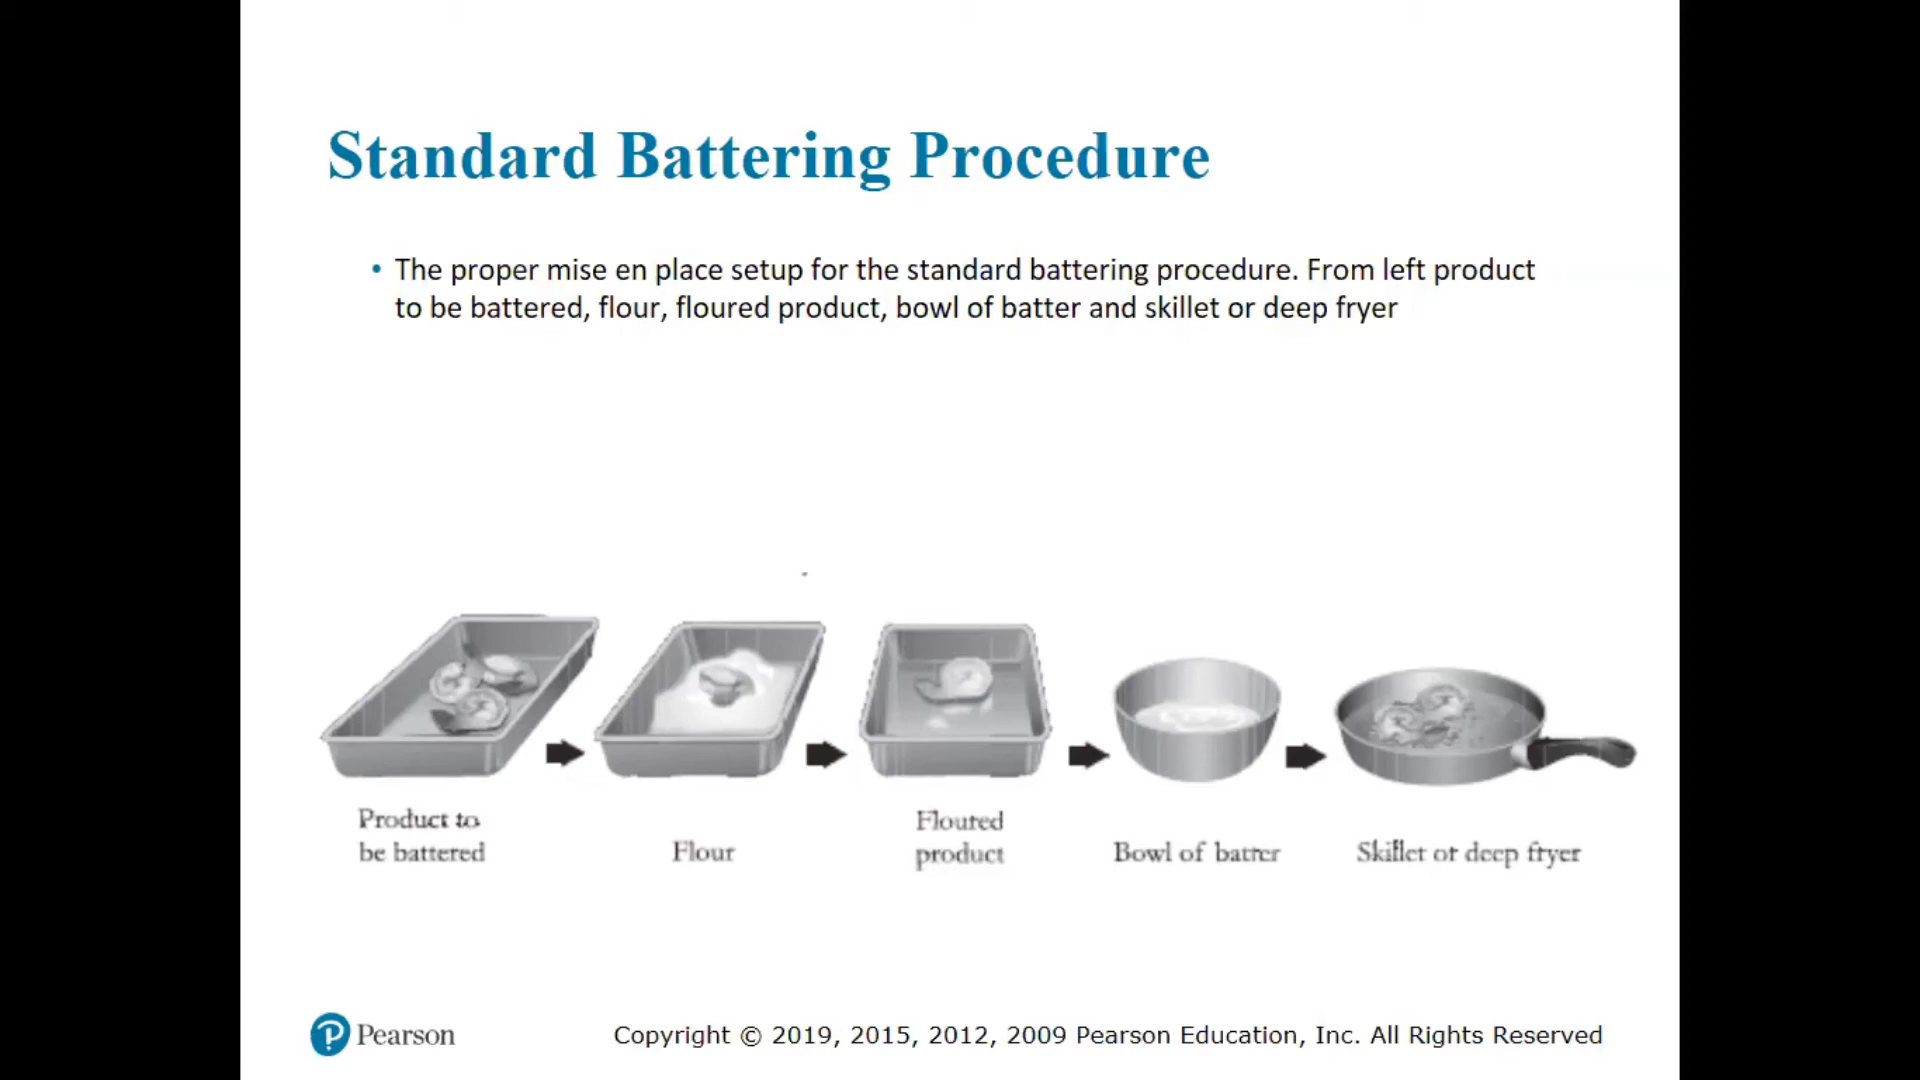 Standard Battering Procedure
• The proper mise en place setup for the standard battering procedure. From left product
to be battered, flour, floured product, bowl of batter and skillet or deep fryer
Product to
be battered
Flour
Floured
product
Bowl of batter
Skillet or deep fryer
Pearson
Copyright © 2019, 2015, 2012, 2009 Pearson Education, Inc. All Rights Reserved